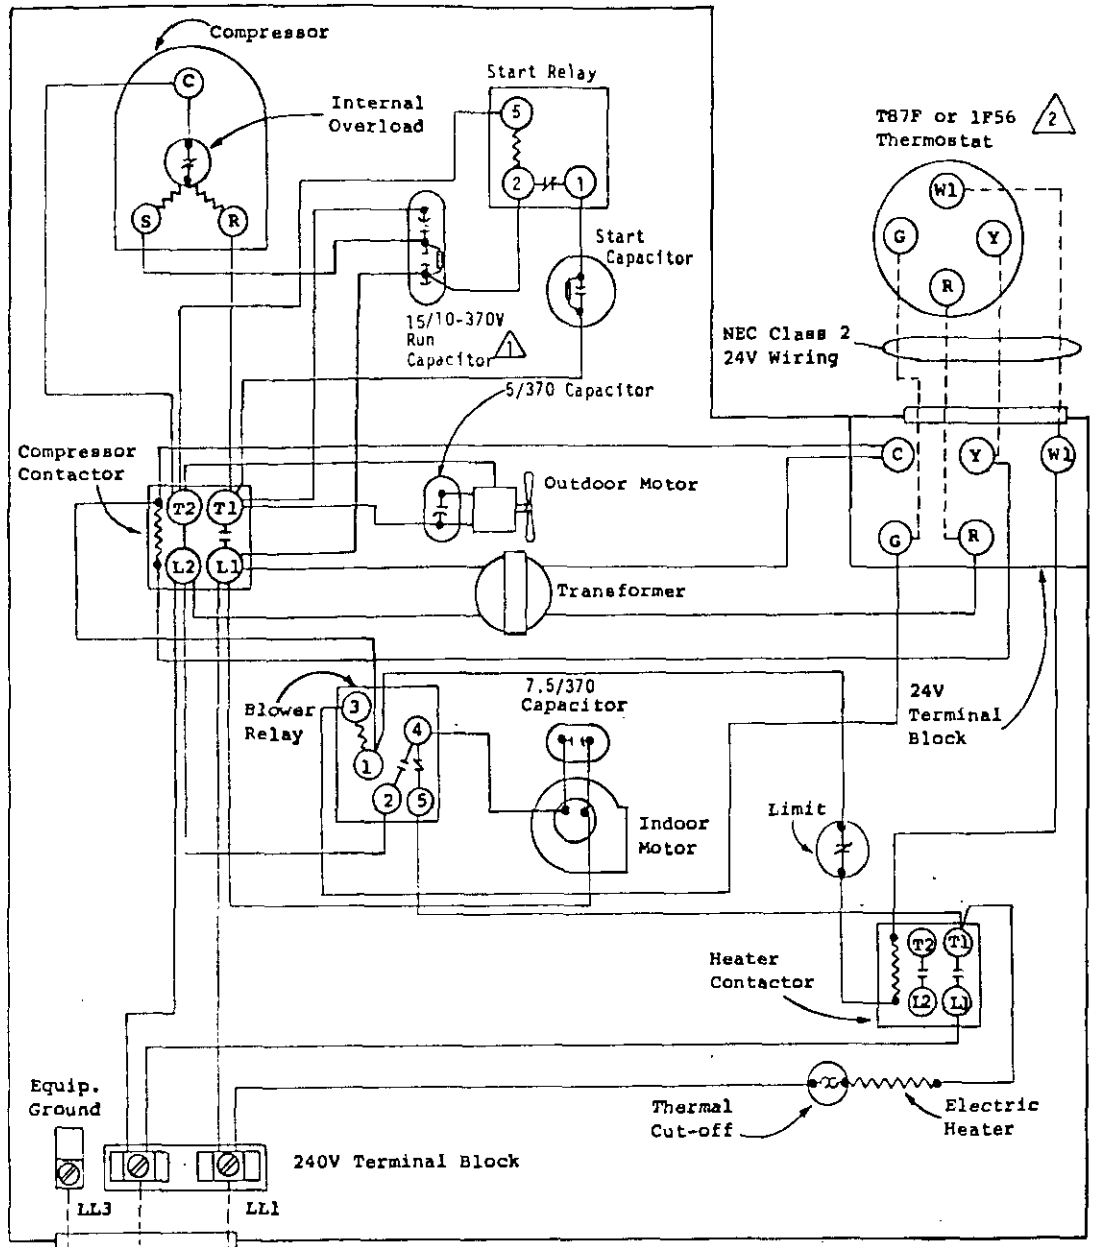 Compressor
C
Internal
Overload
S
R
Start Relay
5
2
1
Start
Capacitor
15/10-370V
Run
Capacitor
1
5/370 Capacitor
T87F or 1F56
Thermostat
2
W1
G
Y
R
NEC Class 2
24V Wiring
Compressor
Contactor
T2
T1
L2
L1
Outdoor Motor
Transformer
C
Y
W1
G
R
24V
Terminal
Block
Blower
Relay
3
4
1
2
5
7.5/370
Capacitor
Indoor
Motor
Limit
Heater
Contactor
T2
T1
L2
L1
Equip.
Ground
Thermal
Cut-off
Electric
Heater
240V Terminal Block
LL3
LL1